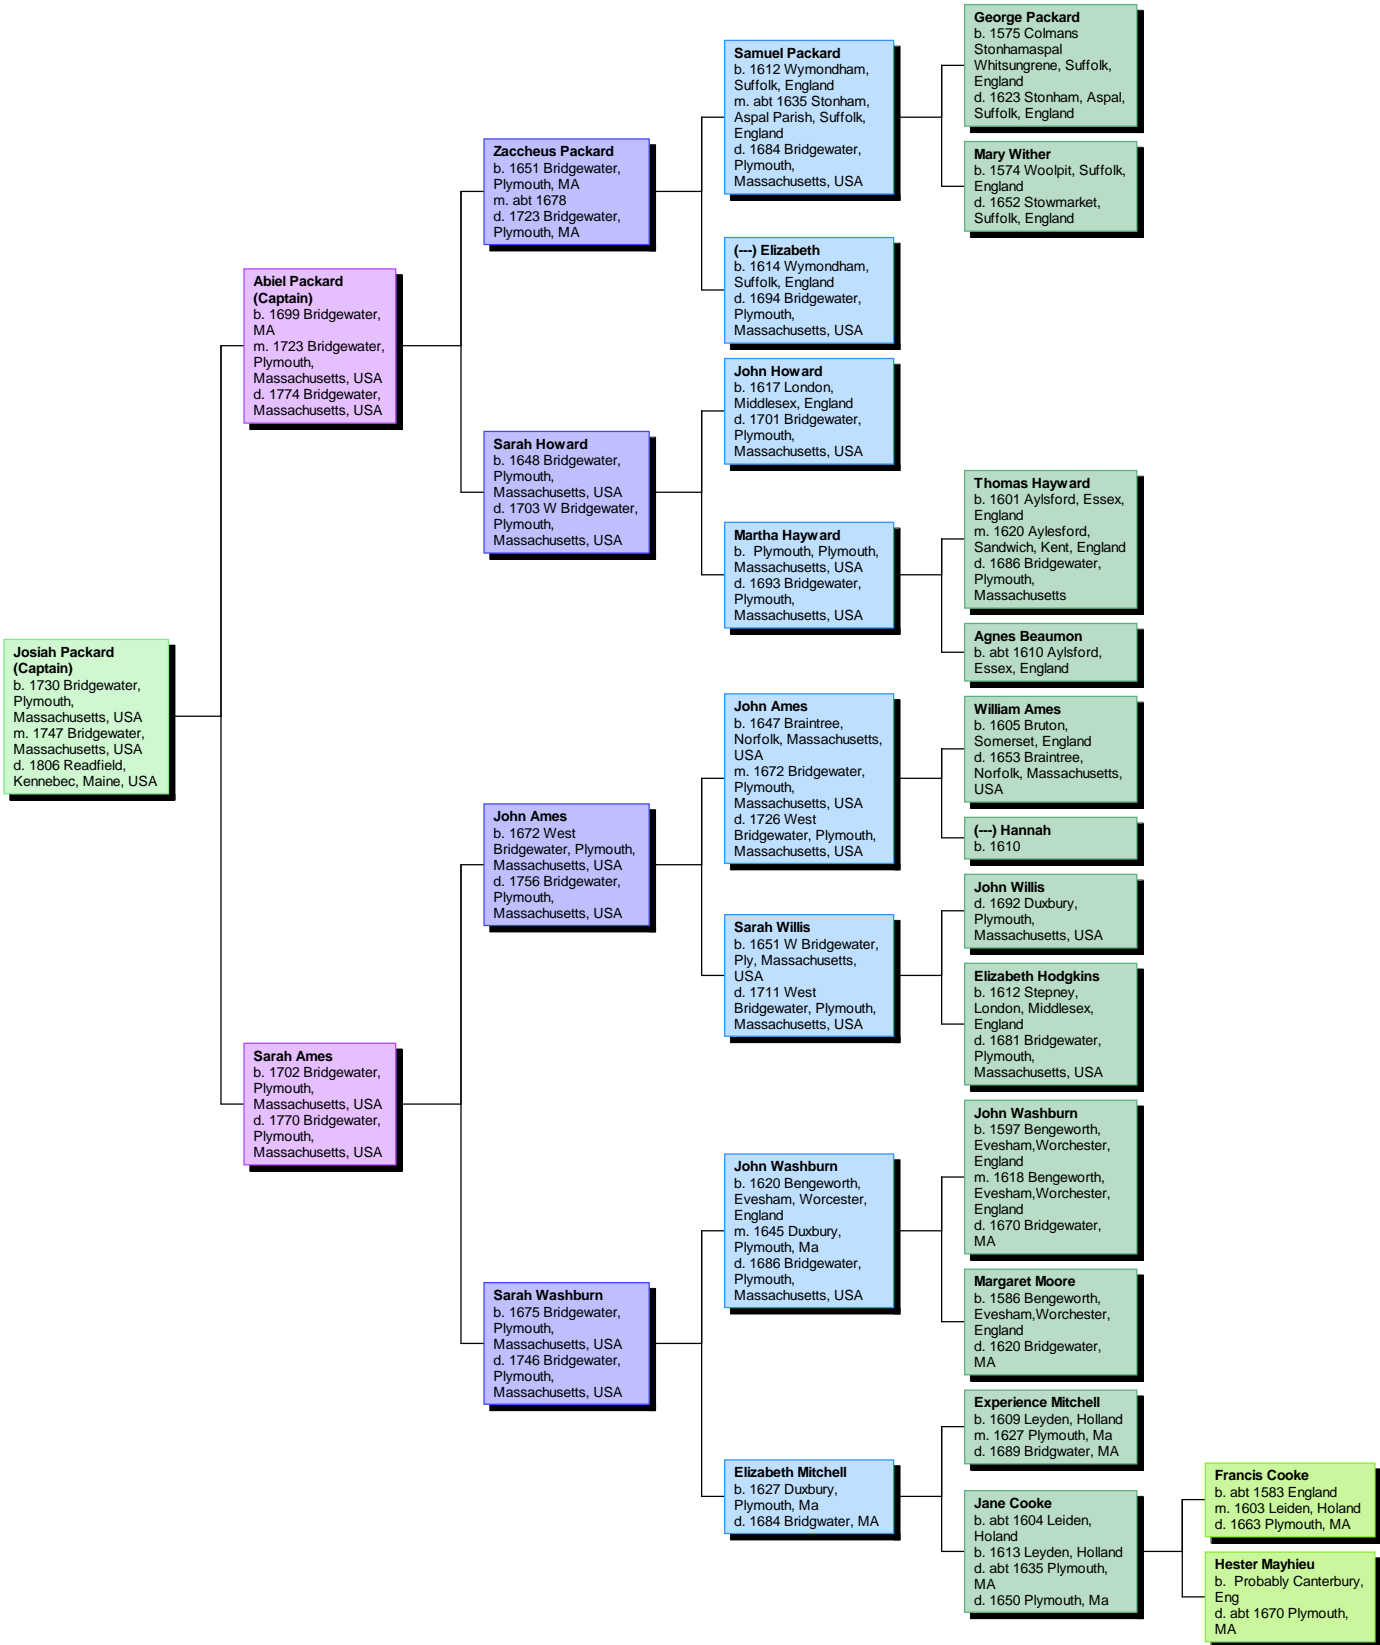 George Packard
b. 1575 Colmans
Stonhamaspal
Whitsungrene, Suffolk,
England
d. 1623 Stonham, Aspal,
Suffolk, England
Samuel Packard
b. 1612 Wymondham,
Suffolk, England
m. abt 1635 Stonham,
Aspal Parish, Suffolk,
England
d. 1684 Bridgewater,
Plymouth,
Massachusetts, USA
Mary Wither
b. 1574 Woolpit, Suffolk,
England
d. 1652 Stowmarket,
Suffolk, England
Zaccheus Packard
b. 1651 Bridgewater,
Plymouth, MA
m. abt 1678
d. 1723 Bridgewater,
Plymouth, MA
(---) Elizabeth
b. 1614 Wymondham,
Suffolk, England
d. 1694 Bridgewater,
Plymouth,
Massachusetts, USA
Abiel Packard
(Captain)
b. 1699 Bridgewater,
MA
m. 1723 Bridgewater,
Plymouth,
Massachusetts, USA
d. 1774 Bridgewater,
Massachusetts, USA
John Howard
b. 1617 London,
Middlesex, England
d. 1701 Bridgewater,
Plymouth,
Massachusetts, USA
Sarah Howard
b. 1648 Bridgewater,
Plymouth,
Massachusetts, USA
d. 1703 W Bridgewater,
Plymouth,
Massachusetts, USA
Thomas Hayward
b. 1601 Aylsford, Essex,
England
m. 1620 Aylesford,
Sandwich, Kent, England
d. 1686 Bridgewater,
Plymouth,
Massachusetts
Martha Hayward
b.  Plymouth, Plymouth,
Massachusetts, USA
d. 1693 Bridgewater,
Plymouth,
Massachusetts, USA
Agnes Beaumon
b. abt 1610 Aylsford,
Essex, England
Josiah Packard
(Captain)
b. 1730 Bridgewater,
Plymouth,
Massachusetts, USA
m. 1747 Bridgewater,
Massachusetts, USA
d. 1806 Readfield,
Kennebec, Maine, USA
John Ames
b. 1647 Braintree,
Norfolk, Massachusetts,
USA
m. 1672 Bridgewater,
Plymouth,
Massachusetts, USA
d. 1726 West
Bridgewater, Plymouth,
Massachusetts, USA
William Ames
b. 1605 Bruton,
Somerset, England
d. 1653 Braintree,
Norfolk, Massachusetts,
USA
(---) Hannah
b. 1610
John Ames
b. 1672 West
Bridgewater, Plymouth,
Massachusetts, USA
d. 1756 Bridgewater,
Plymouth,
Massachusetts, USA
John Willis
d. 1692 Duxbury,
Plymouth,
Massachusetts, USA
Sarah Willis
b. 1651 W Bridgewater,
Ply, Massachusetts,
USA
d. 1711 West
Bridgewater, Plymouth,
Massachusetts, USA
Elizabeth Hodgkins
b. 1612 Stepney,
London, Middlesex,
England
d. 1681 Bridgewater,
Plymouth,
Massachusetts, USA
Sarah Ames
b. 1702 Bridgewater,
Plymouth,
Massachusetts, USA
d. 1770 Bridgewater,
Plymouth,
Massachusetts, USA
John Washburn
b. 1597 Bengeworth,
Evesham,Worchester,
England
m. 1618 Bengeworth,
Evesham,Worchester,
England
d. 1670 Bridgewater,
MA
John Washburn
b. 1620 Bengeworth,
Evesham, Worcester,
England
m. 1645 Duxbury,
Plymouth, Ma
d. 1686 Bridgewater,
Plymouth,
Massachusetts, USA
Margaret Moore
b. 1586 Bengeworth,
Evesham,Worchester,
England
d. 1620 Bridgewater,
MA
Sarah Washburn
b. 1675 Bridgewater,
Plymouth,
Massachusetts, USA
d. 1746 Bridgewater,
Plymouth,
Massachusetts, USA
Experience Mitchell
b. 1609 Leyden, Holland
m. 1627 Plymouth, Ma
d. 1689 Bridgwater, MA
Elizabeth Mitchell
b. 1627 Duxbury,
Plymouth, Ma
d. 1684 Bridgwater, MA
Jane Cooke
b. abt 1604 Leiden,
Holand
b. 1613 Leyden, Holland
d. abt 1635 Plymouth,
MA
d. 1650 Plymouth, Ma
Francis Cooke
b. abt 1583 England
m. 1603 Leiden, Holand
d. 1663 Plymouth, MA
Hester Mayhieu
b.  Probably Canterbury,
Eng
d. abt 1670 Plymouth,
MA